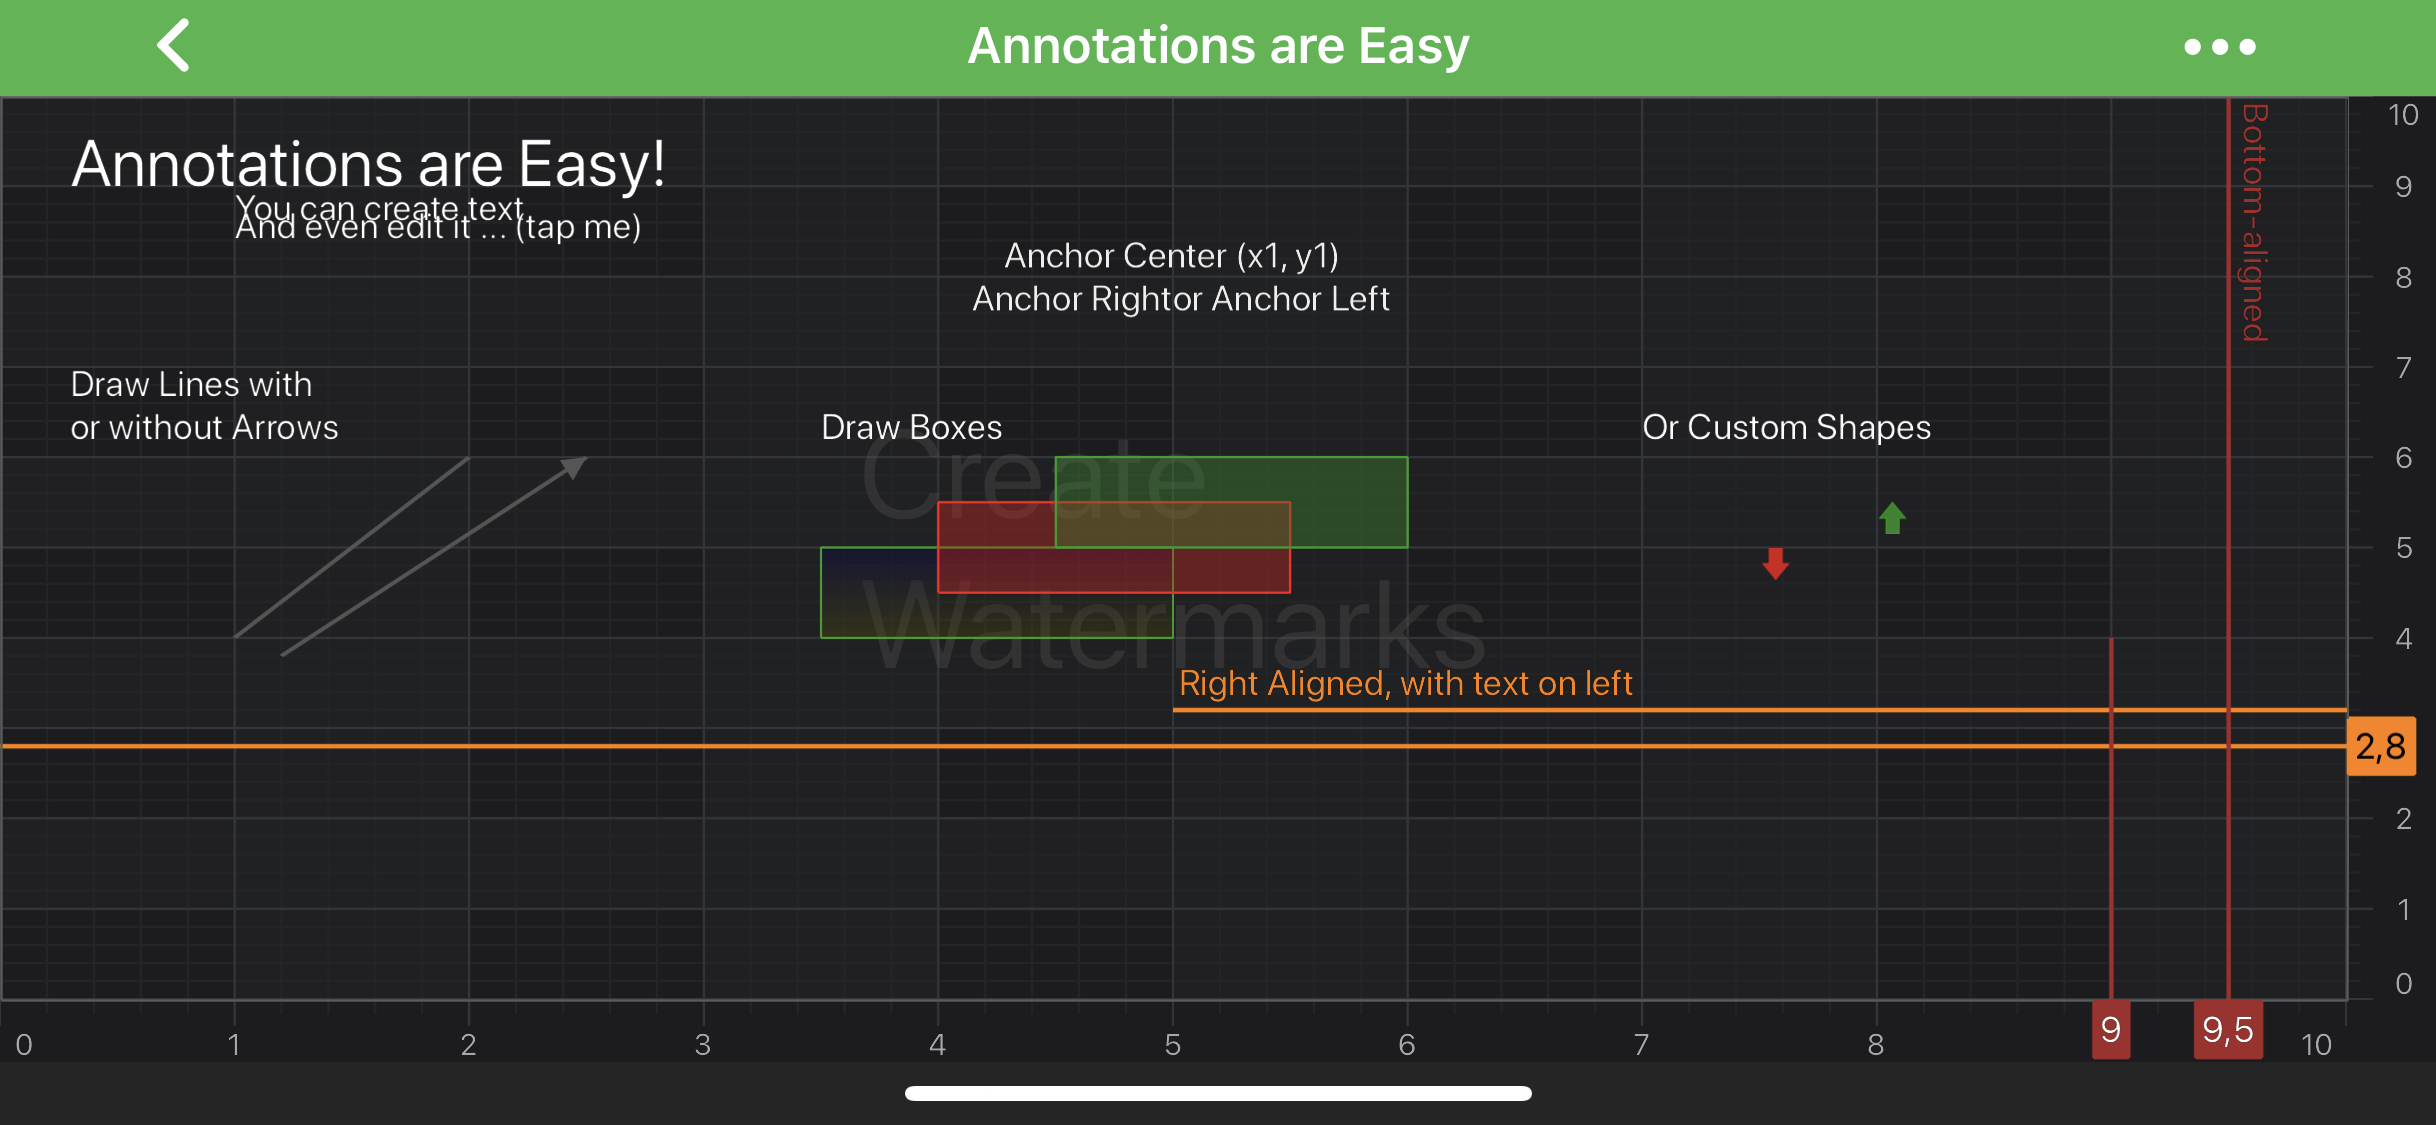 Annotations are Easy
Annotations are Easy!
You can create text
And even edit it ... (tap me)
Anchor Center (x1, y1)
Anchor Rightor Anchor Left
Bottom-aligned
Draw Lines with
or without Arrows
Draw Boxes
Or Custom Shapes
Create
Watermarks
Right Aligned, with text on left
10
9
8
7
6
5
4
2,8
2
1
0
0 1 2 3 4 5 6 7 8 9 9,5 10